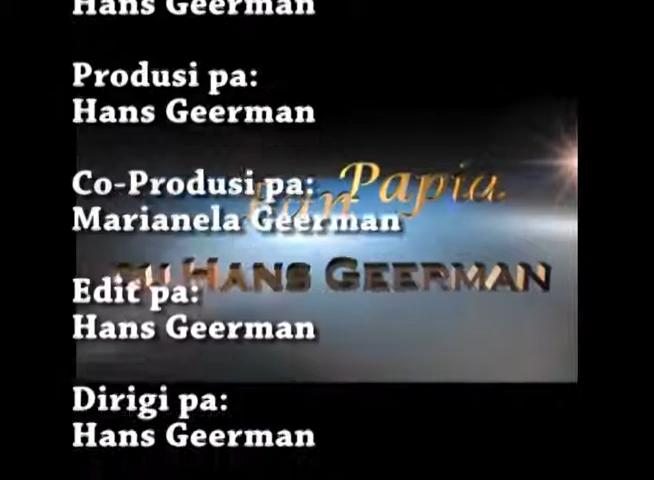 Hans Geerman
Produsi pa:
Hans Geerman
Co-Produsi pa:
Marianela Geerman
Edit pa:
Hans Geerman
Dirigi pa:
Hans Geerman
Papia
HANS GEERMAN